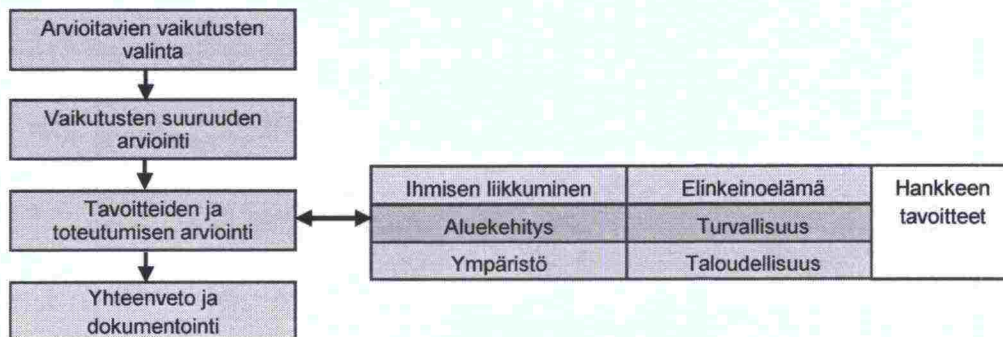 Arvioitavien vaikutusten
valinta
Vaikutusten suuruuden
arviointi
Tavoitteiden ja
toteutumisen arviointi
Yhteenveto ja
dokumentointi
Ihmisen liikkuminen
Elinkeinoelämä
Hankkeen
tavoitteet
Aluekehitys
Turvallisuus
Ympäristö
Taloudellisuus